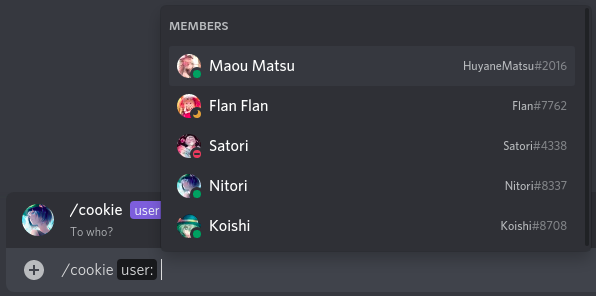 MEMBERS
Maou Matsu HuyaneMatsu#2016
Flan Flan Flan#7762
Satori Satori#4338
Nitori Nitori#8337
Koishi Koishi#8708
/cookie user
To who?
/cookie user: